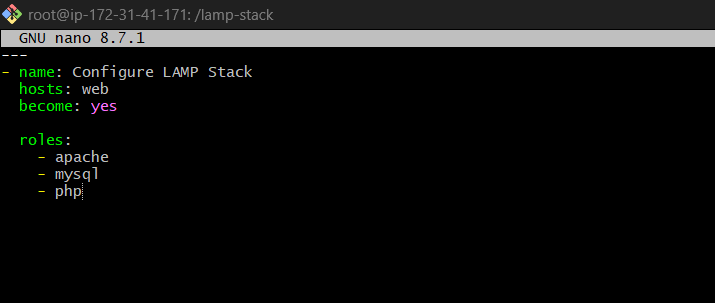 root@ip-172-31-41-171: /lamp-stack
GNU nano 8.7.1
---
- name: Configure LAMP Stack
  hosts: web
  become: yes

  roles:
    - apache
    - mysql
    - php